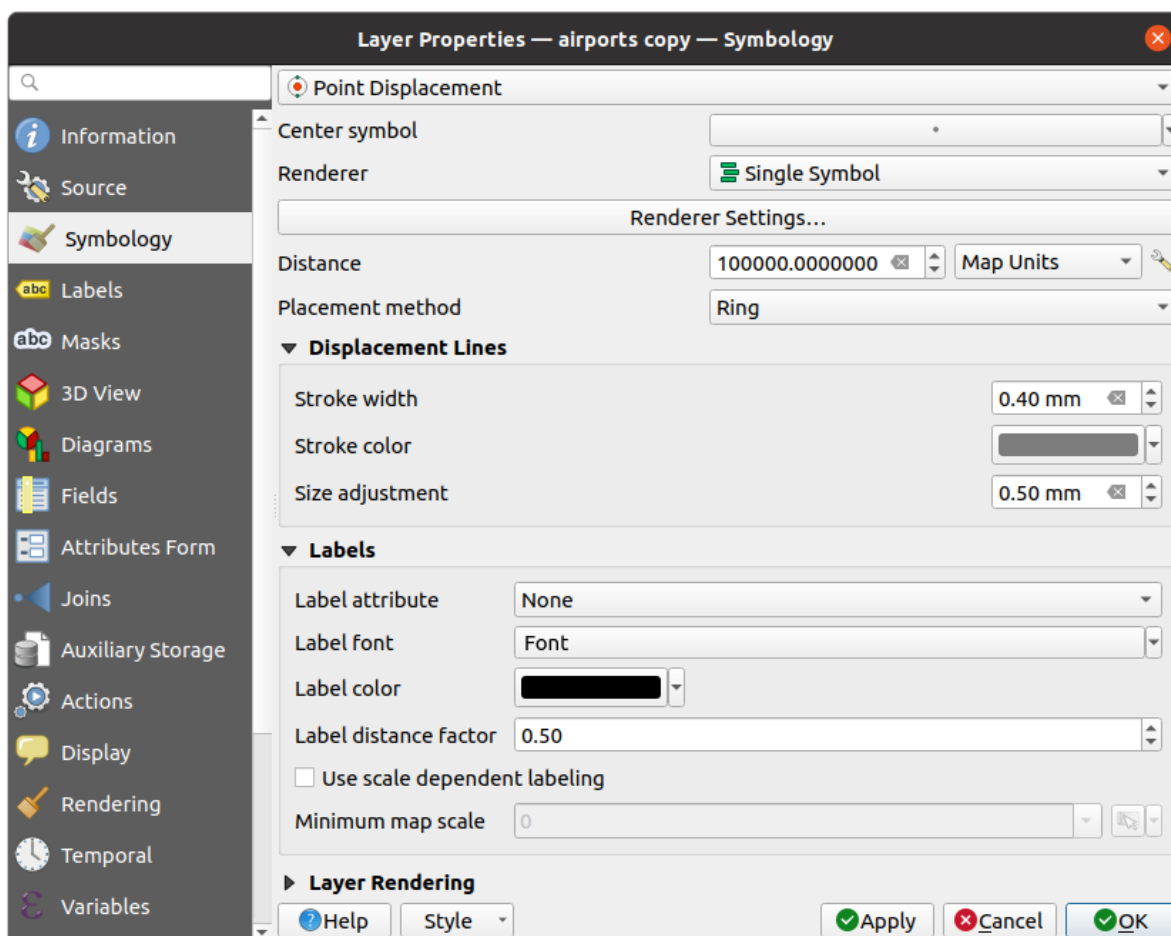 Layer Properties — airports copy — Symbology
Information
Source
Symbology
abc Labels
abc Masks
3D View
Diagrams
Fields
Attributes Form
Joins
Auxiliary Storage
Actions
Display
Rendering
Temporal
Variables
Point Displacement
Center symbol
Renderer Single Symbol
Renderer Settings…
Distance 100000.0000000 Map Units
Placement method Ring
Displacement Lines
Stroke width 0.40 mm
Stroke color
Size adjustment 0.50 mm
Labels
Label attribute None
Label font Font
Label color
Label distance factor 0.50
Use scale dependent labeling
Minimum map scale 0
Layer Rendering
Help Style Apply Cancel OK